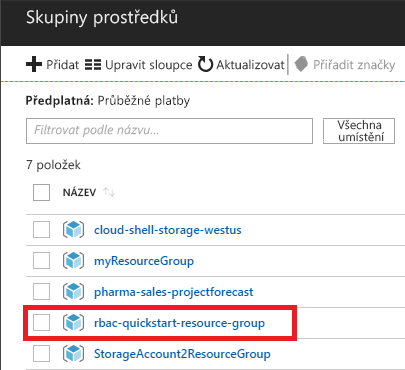 Skupiny prostředků
Přidat Upravit sloupce Aktualizovat Přiřadit značky
Předplatná: Průběžné platby
Filtrovat podle názvu... Všechna umístění
7 položek
NÁZEV
cloud-shell-storage-westus
myResourceGroup
pharma-sales-projectforecast
rbac-quickstart-resource-group
StorageAccount2ResourceGroup